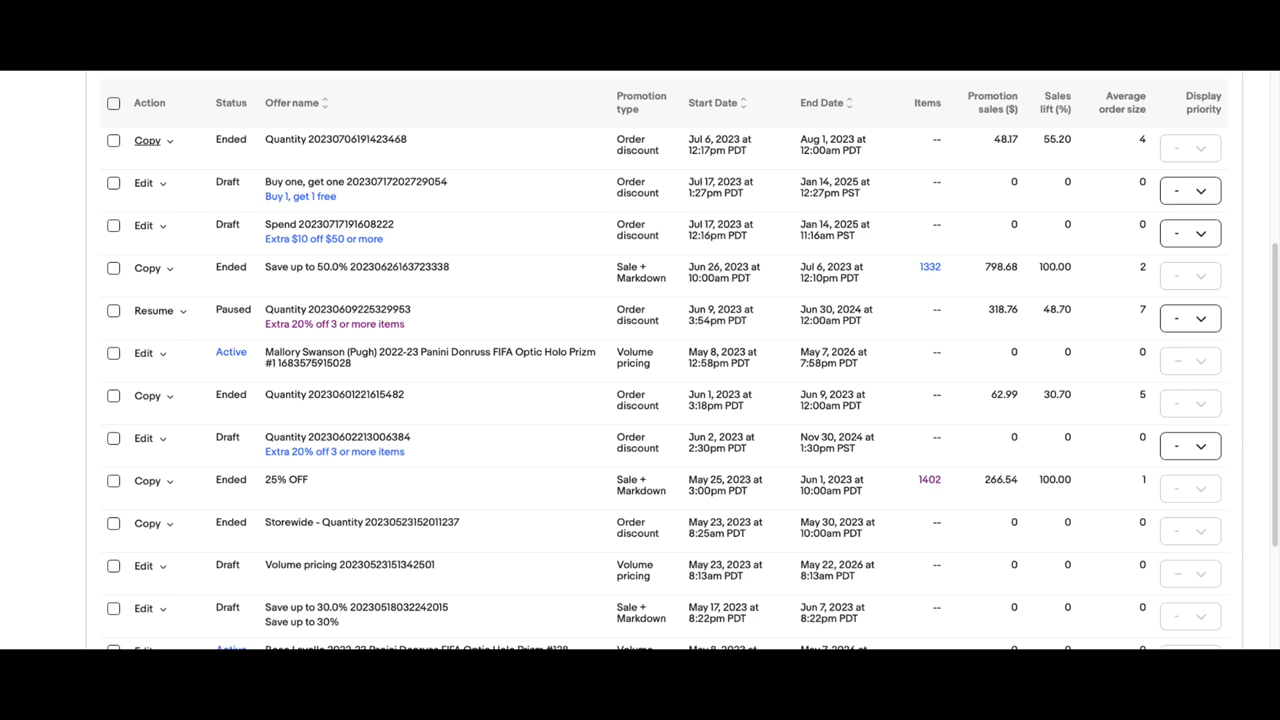 Action Status Offer name Promotion type Start Date End Date Items Promotion sales ($) Sales lift (%) Average order size Display priority
Copy Ended Quantity 20230706191423468 Order discount Jul 6, 2023 at 12:17pm PDT Aug 1, 2023 at 12:00am PDT -- 48.17 55.20 4 -
Edit Draft Buy one, get one 20230717202729054 Order discount Jul 17, 2023 at 1:27pm PDT Jan 14, 2025 at 12:27pm PST -- 0 0 0 -
Buy 1, get 1 free
Edit Draft Spend 20230717191608222 Order discount Jul 17, 2023 at 12:16pm PDT Jan 14, 2025 at 11:16am PST -- 0 0 0 -
Extra $10 off $50 or more
Copy Ended Save up to 50.0% 20230626163723338 Sale + Markdown Jun 26, 2023 at 10:00am PDT Jul 6, 2023 at 12:10pm PDT 1332 798.68 100.00 2 -
Resume Paused Quantity 20230609225329953 Order discount Jun 9, 2023 at 3:54pm PDT Jun 30, 2024 at 12:00am PDT -- 318.76 48.70 7 -
Extra 20% off 3 or more items
Edit Active Mallory Swanson (Pugh) 2022-23 Panini Donruss FIFA Optic Holo Prizm #1 1683575915028 Volume pricing May 8, 2023 at 12:58pm PDT May 7, 2026 at 7:58pm PDT -- 0 0 0 --
Copy Ended Quantity 20230601221615482 Order discount Jun 1, 2023 at 3:18pm PDT Jun 9, 2023 at 12:00am PDT -- 62.99 30.70 5 -
Edit Draft Quantity 20230602213006384 Order discount Jun 2, 2023 at 2:30pm PDT Nov 30, 2024 at 1:30pm PST -- 0 0 0 -
Extra 20% off 3 or more items
Copy Ended 25% OFF Sale + Markdown May 25, 2023 at 3:00pm PDT Jun 1, 2023 at 10:00am PDT 1402 266.54 100.00 1 -
Copy Ended Storewide - Quantity 20230523152011237 Order discount May 23, 2023 at 8:25am PDT May 30, 2023 at 10:00am PDT -- 0 0 0 -
Edit Draft Volume pricing 20230523151342501 Volume pricing May 23, 2023 at 8:13am PDT May 22, 2026 at 8:13am PDT -- 0 0 0 --
Edit Draft Save up to 30.0% 20230518032242015 Sale + Markdown May 17, 2023 at 8:22pm PDT Jun 7, 2023 at 8:22pm PDT -- 0 0 0 -
Save up to 30%